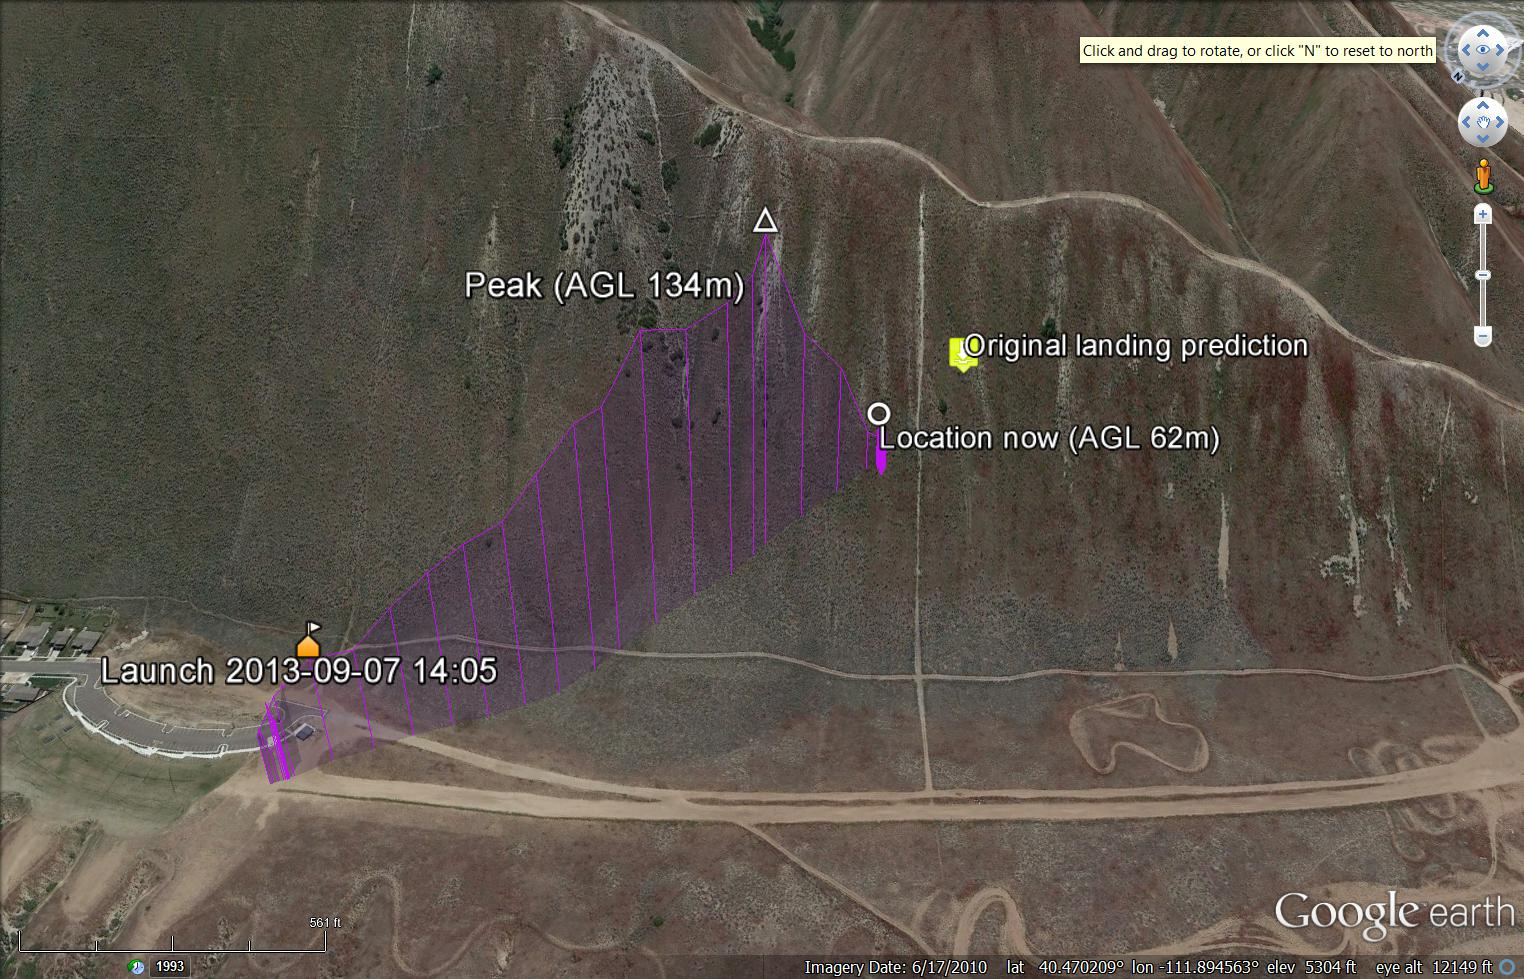 Click and drag to rotate, or click "N" to reset to north
N
Peak (AGL 134m)
Original landing prediction
Location now (AGL 62m)
Launch 2013-09-07 14:05
561 ft
Google earth
1993
Imagery Date: 6/17/2010 lat 40.470209° lon -111.894563° elev 5304 ft eye alt 12149 ft